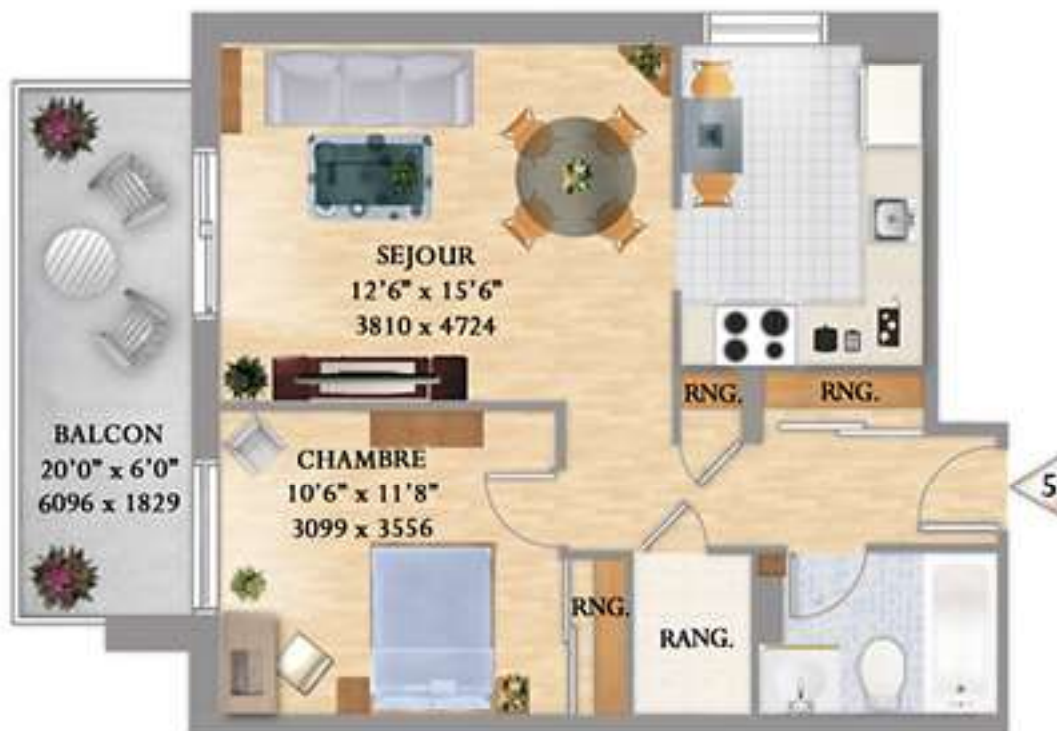 SEJOUR
12'6" x 15'6"
3810 x 4724
RNG.
RNG.
BALCON
20'0" x 6'0"
6096 x 1829
CHAMBRE
10'6" x 11'8"
3099 x 3556
5
RNG.
RANG.